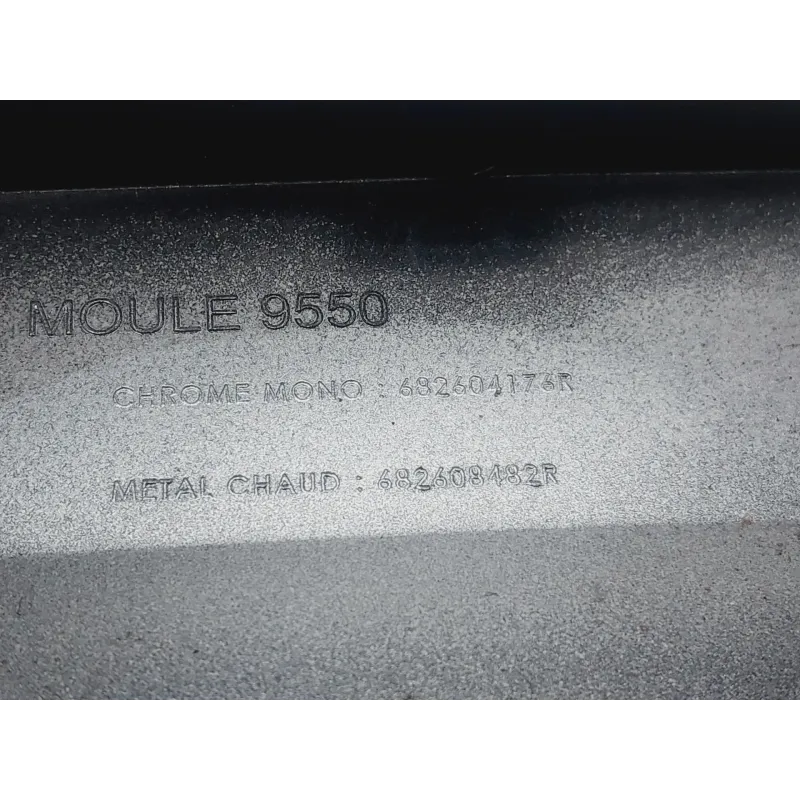 MOULE 9550
CHROME MONO : 682604176R
METAL CHAUD : 682608482R